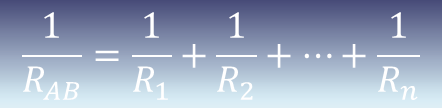 1/R_AB = 1/R_1 + 1/R_2 + ⋯ + 1/R_n